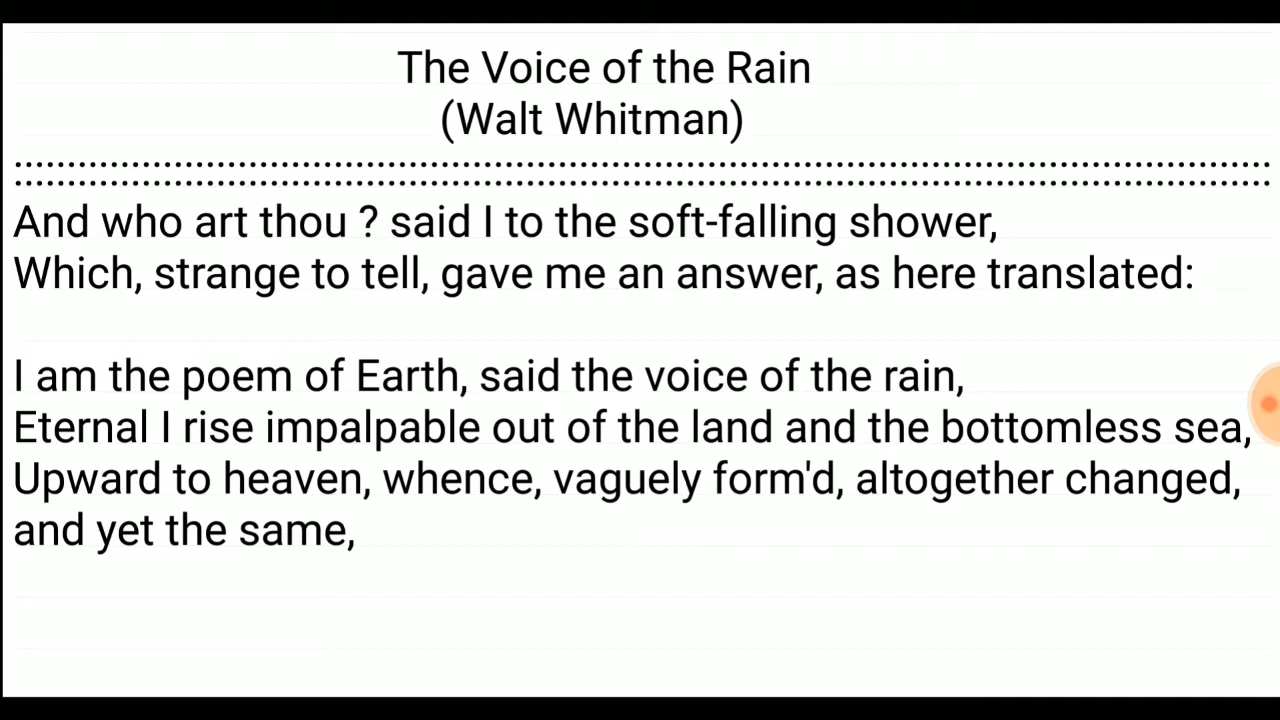 The Voice of the Rain
(Walt Whitman)
................................................................................................
................................................................................................
And who art thou ? said I to the soft-falling shower,
Which, strange to tell, gave me an answer, as here translated:
I am the poem of Earth, said the voice of the rain,
Eternal I rise impalpable out of the land and the bottomless sea,
Upward to heaven, whence, vaguely form'd, altogether changed,
and yet the same,